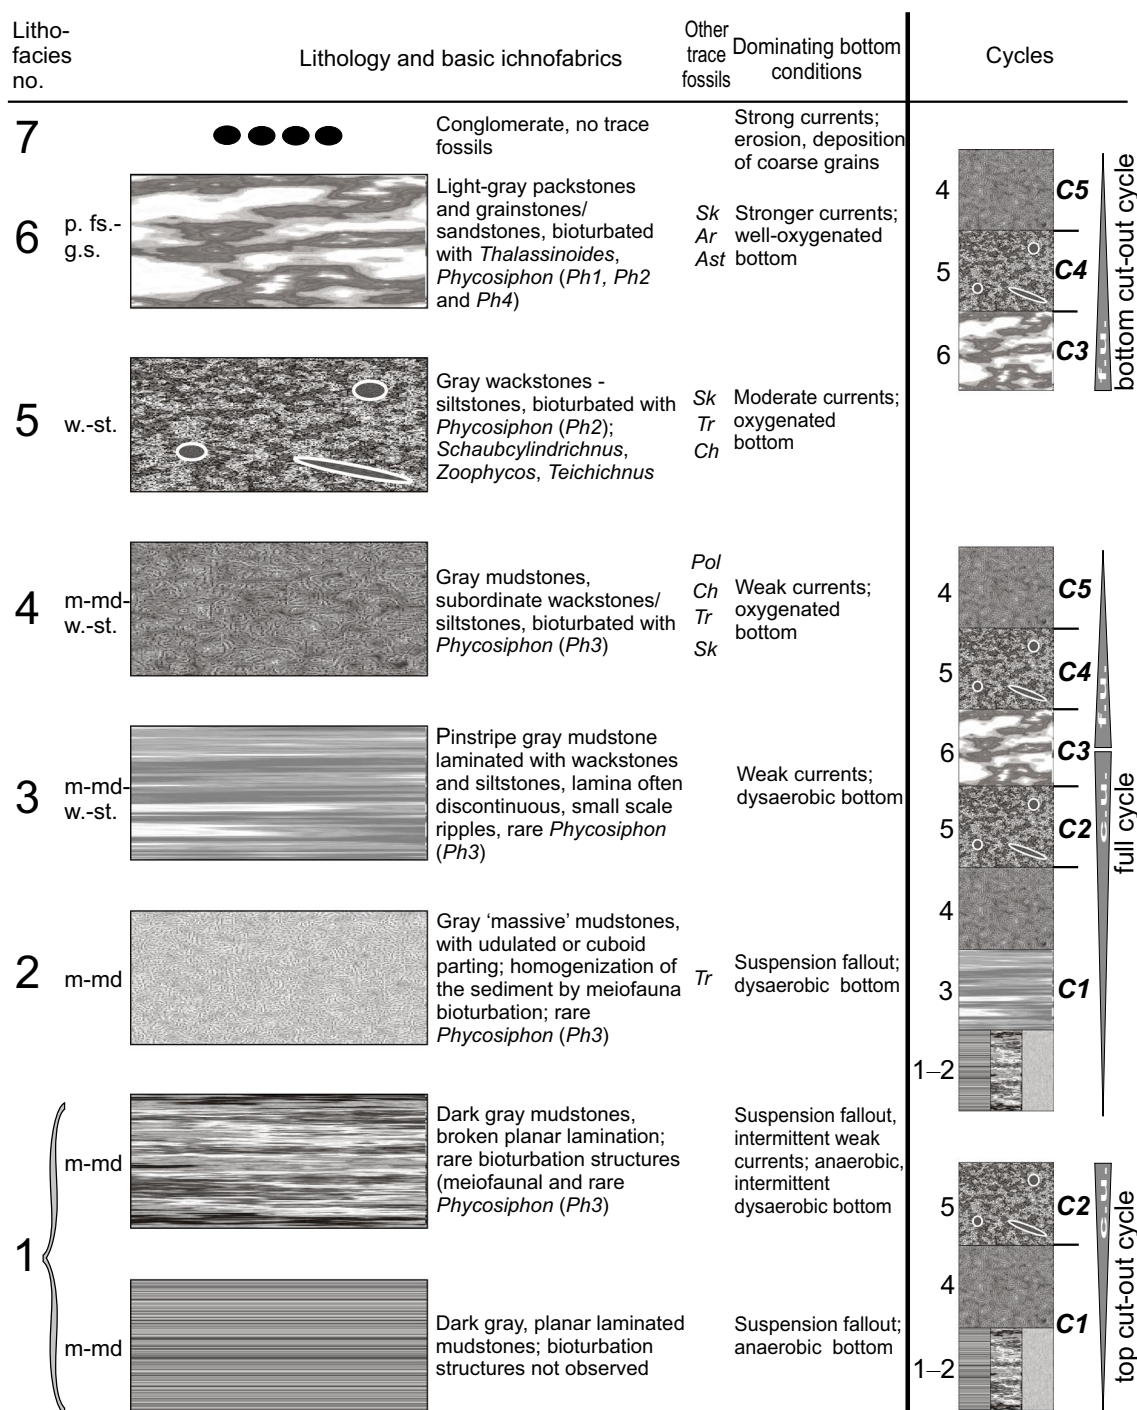 Litho-
facies
no.
Lithology and basic ichnofabrics
Other
trace
fossils
Dominating bottom
conditions
Cycles
7
Conglomerate, no trace
fossils
Strong currents;
erosion, deposition
of coarse grains
6
p. fs.-
g.s.
Light-gray packstones
and grainstones/
sandstones, bioturbated
with Thalassinoides,
Phycosiphon (Ph1, Ph2
and Ph4)
Sk
Ar
Ast
Stronger currents;
well-oxygenated
bottom
5
w.-st.
Gray wackstones -
siltstones, bioturbated with
Phycosiphon (Ph2);
Schaubcylindrichnus,
Zoophycos, Teichichnus
Sk
Tr
Ch
Moderate currents;
oxygenated
bottom
4
m-md-
w.-st.
Gray mudstones,
subordinate wackstones/
siltstones, bioturbated with
Phycosiphon (Ph3)
Pol
Ch
Tr
Sk
Weak currents;
oxygenated
bottom
3
m-md-
w.-st.
Pinstripe gray mudstone
laminated with wackstones
and siltstones, lamina often
discontinuous, small scale
ripples, rare Phycosiphon
(Ph3)
Weak currents;
dysaerobic bottom
2
m-md
Gray ‘massive’ mudstones,
with udulated or cuboid
parting; homogenization of
the sediment by meiofauna
bioturbation; rare
Phycosiphon (Ph3)
Tr
Suspension fallout;
dysaerobic bottom
1
m-md
Dark gray mudstones,
broken planar lamination;
rare bioturbation structures
(meiofaunal and rare
Phycosiphon (Ph3)
Suspension fallout,
intermittent weak
currents; anaerobic,
intermittent
dysaerobic bottom
m-md
Dark gray, planar laminated
mudstones; bioturbation
structures not observed
Suspension fallout;
anaerobic bottom
4
C5
5
C4
6
C3
f.u.
bottom cut-out cycle
4
C5
5
C4
6
C3
5
C2
4
3
C1
1–2
f.u.
c.u.
full cycle
5
C2
4
C1
1–2
c.u.
top cut-out cycle